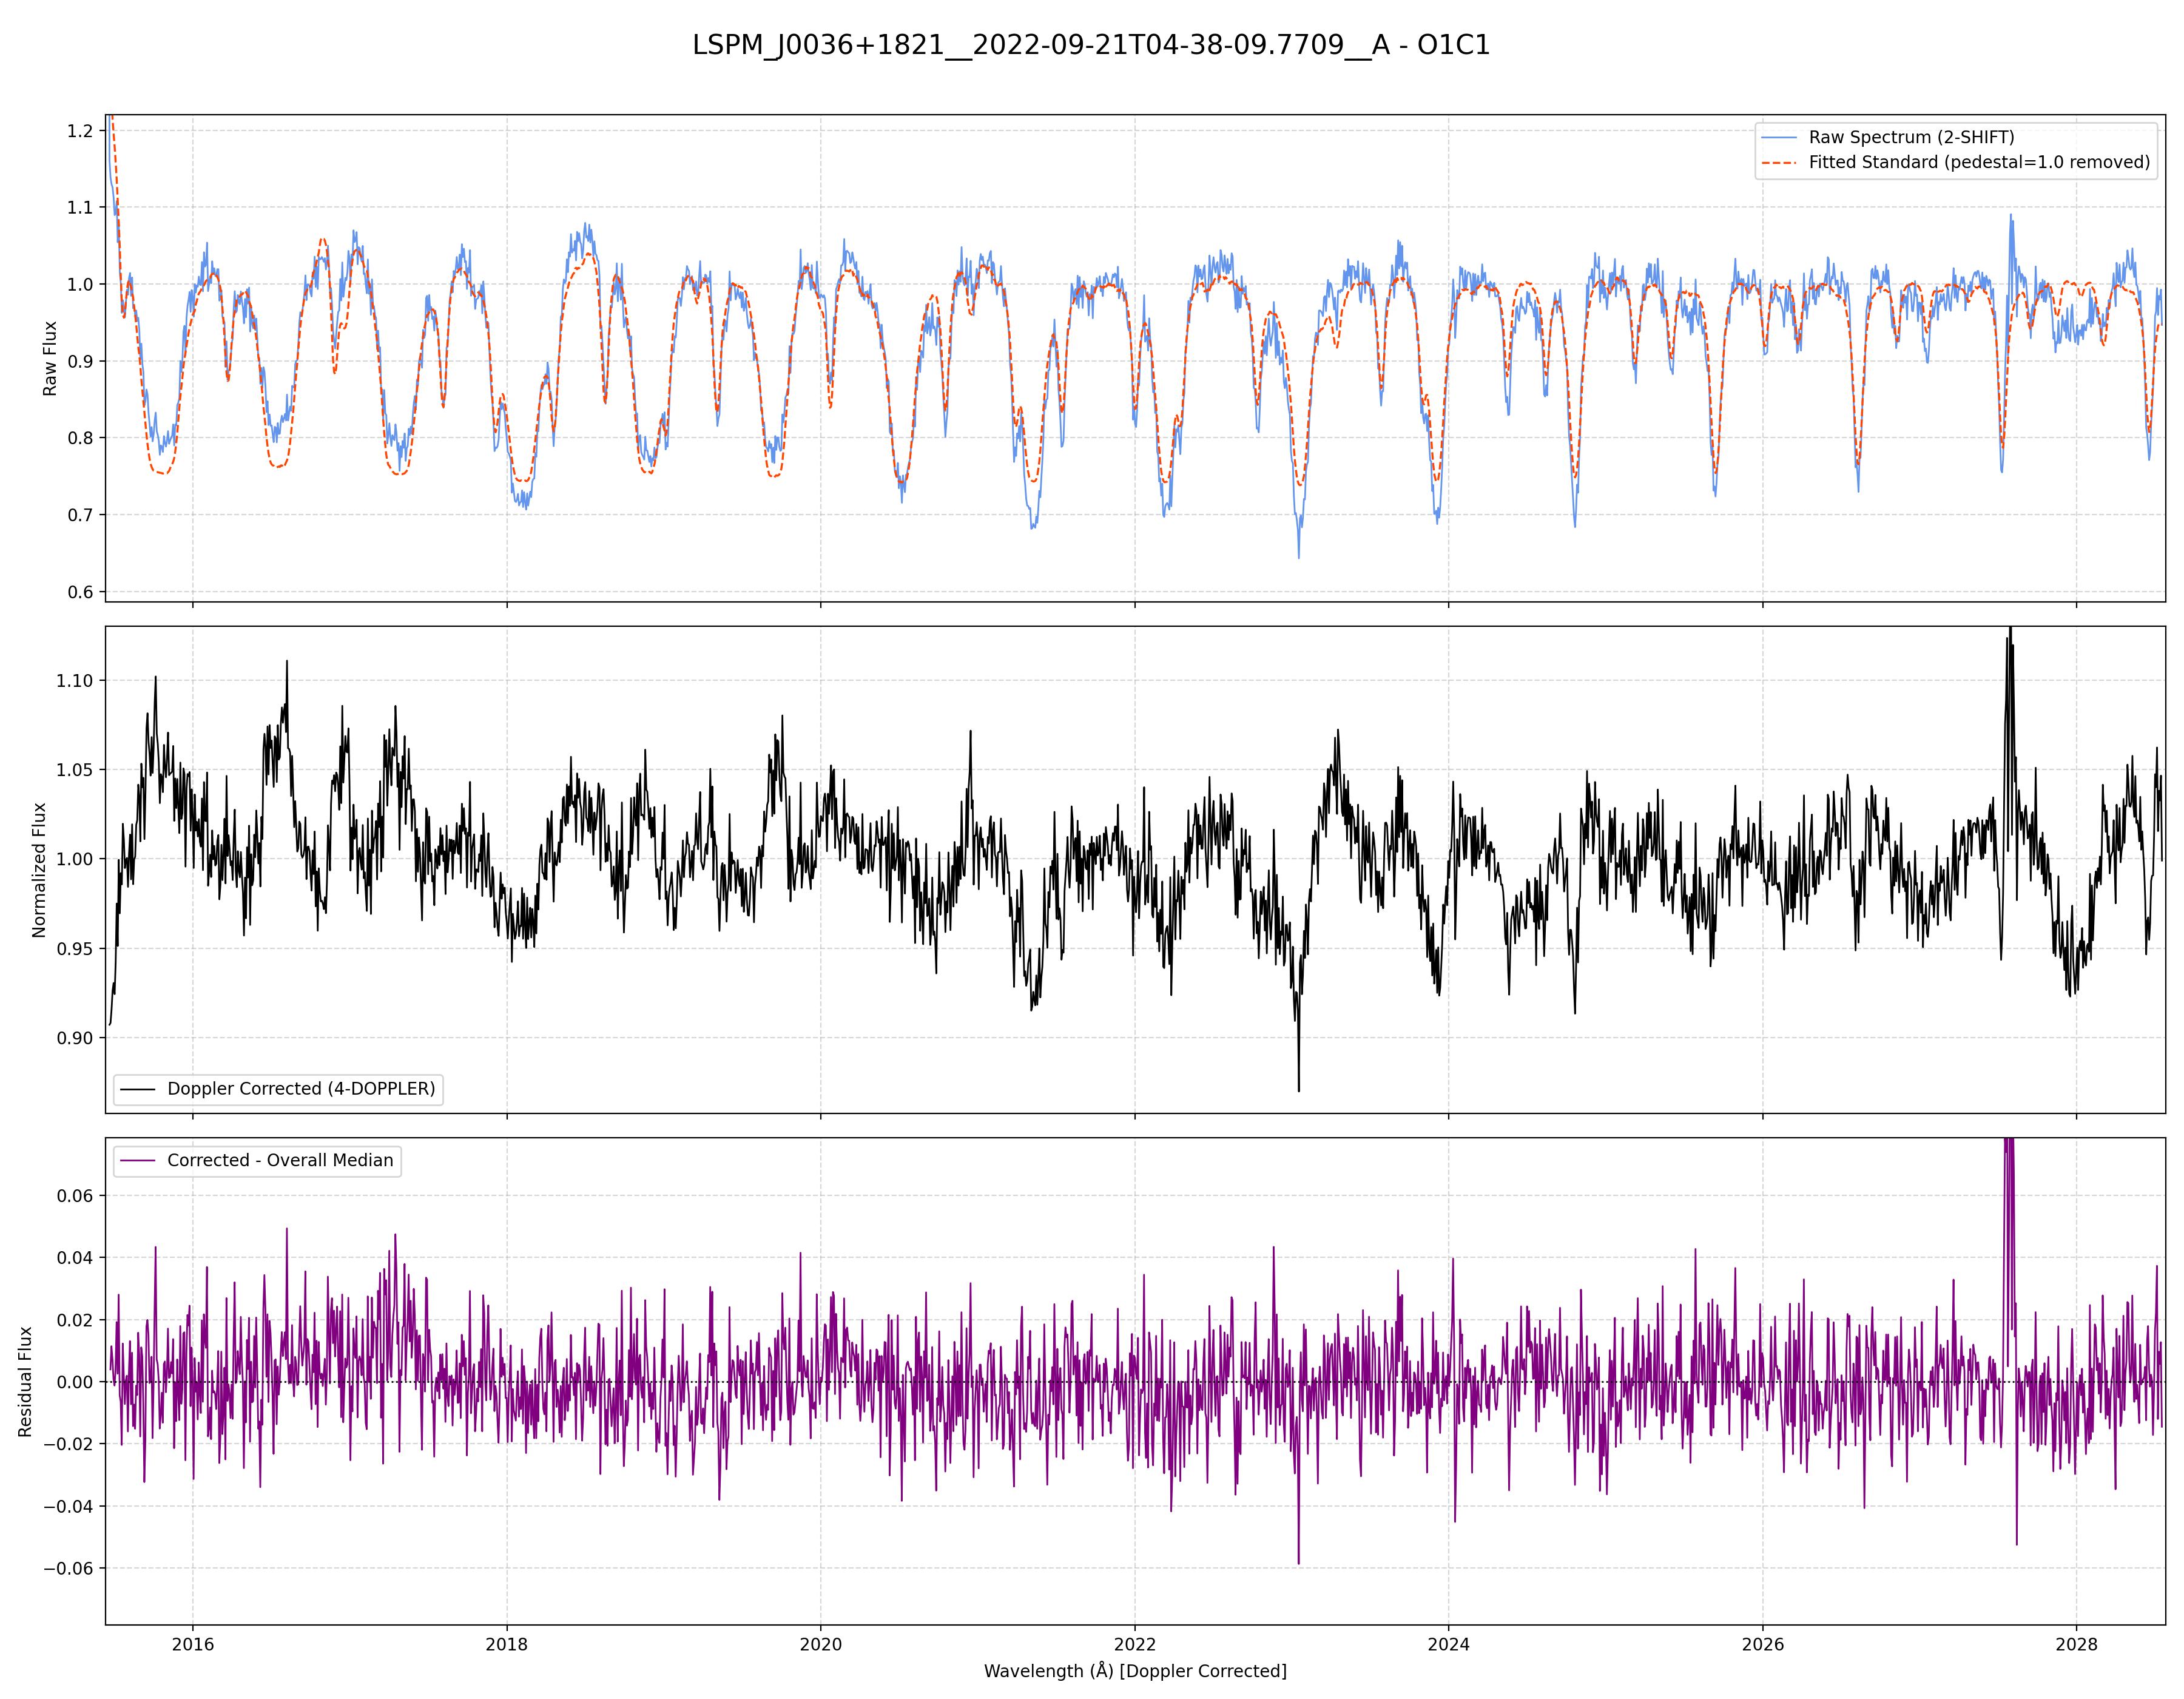 LSPM_J0036+1821__2022-09-21T04-38-09.7709__A - O1C1
1.2
1.1
1.0
0.9
0.8
0.7
0.6
Raw Flux
Raw Spectrum (2-SHIFT)
Fitted Standard (pedestal=1.0 removed)
1.10
1.05
1.00
0.95
0.90
Normalized Flux
Doppler Corrected (4-DOPPLER)
Corrected - Overall Median
0.06
0.04
0.02
0.00
−0.02
−0.04
−0.06
Residual Flux
2016 2018 2020 2022 2024 2026 2028
Wavelength (Å) [Doppler Corrected]